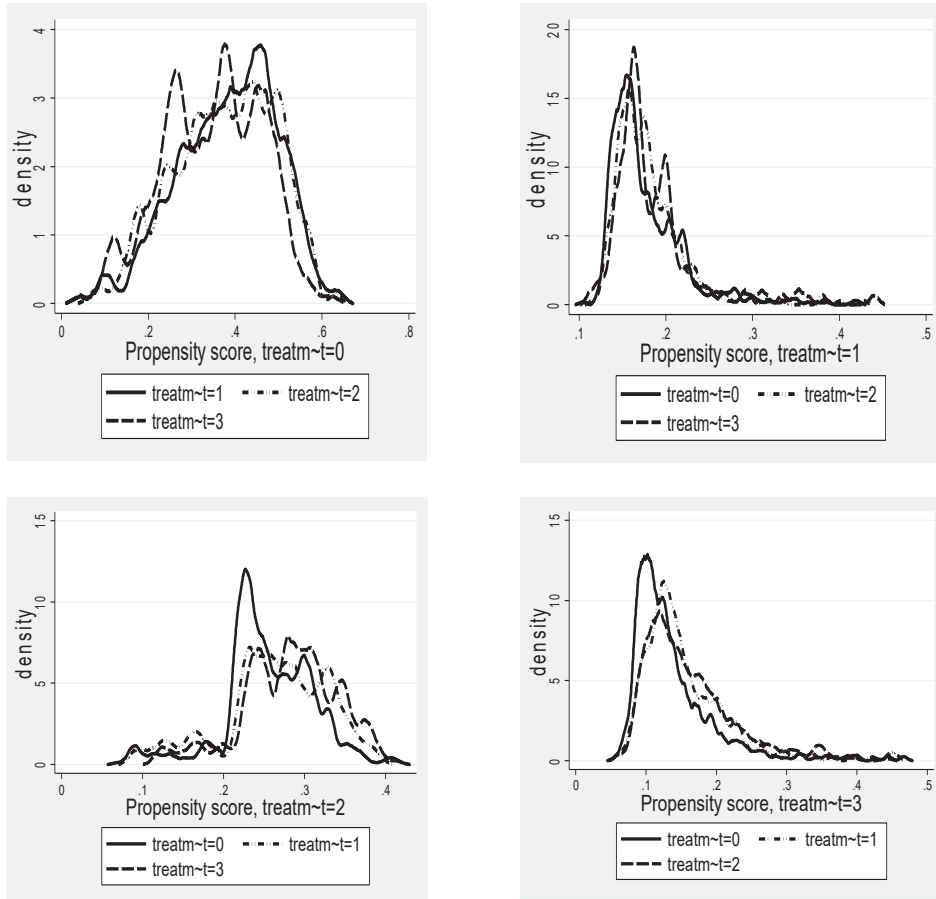 density
4
3
2
1
0
0 .2 .4 .6 .8
Propensity score, treatm~t=0
treatm~t=1 treatm~t=2
treatm~t=3
density
20
15
10
5
0
.1 .2 .3 .4 .5
Propensity score, treatm~t=1
treatm~t=0 treatm~t=2
treatm~t=3
density
15
10
5
0
0 .1 .2 .3 .4
Propensity score, treatm~t=2
treatm~t=0 treatm~t=1
treatm~t=3
density
15
10
5
0
0 .1 .2 .3 .4 .5
Propensity score, treatm~t=3
treatm~t=0 treatm~t=1
treatm~t=2